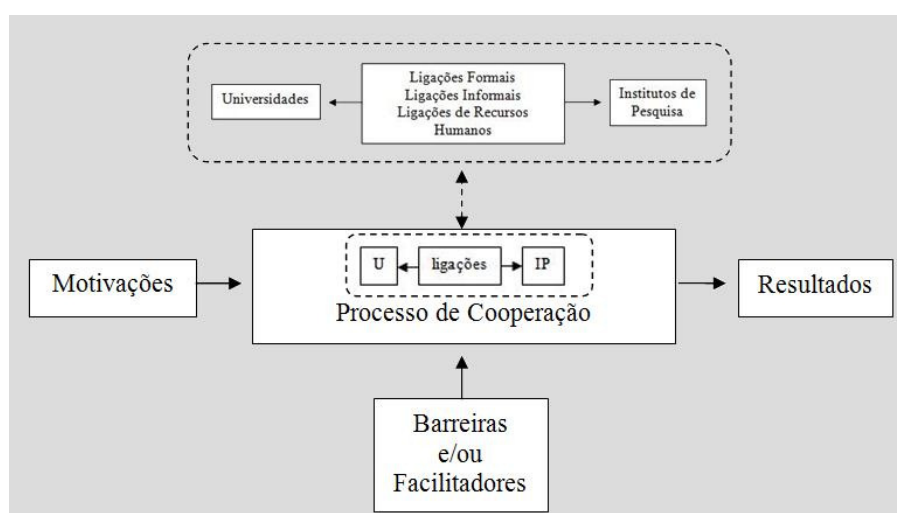 Universidades
Ligações Formais
Ligações Informais
Ligações de Recursos
Humanos
Institutos de
Pesquisa
Motivações
U
ligações
IP
Processo de Cooperação
Resultados
Barreiras
e/ou
Facilitadores